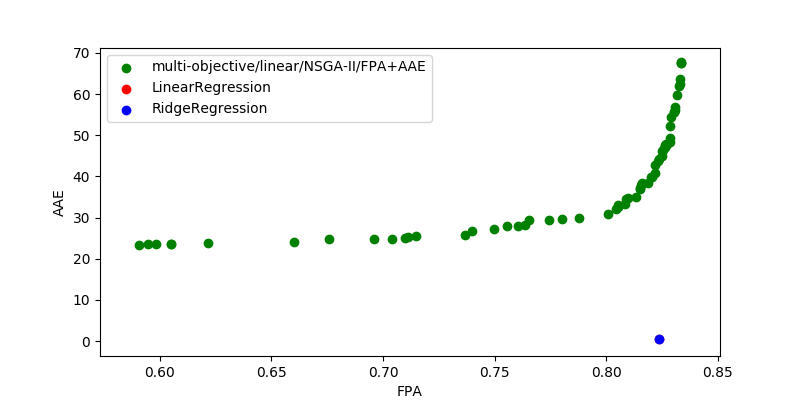 70
60
50
40
30
20
10
0
AAE
multi-objective/linear/NSGA-II/FPA+AAE
LinearRegression
RidgeRegression
0.60 0.65 0.70 0.75 0.80 0.85
FPA